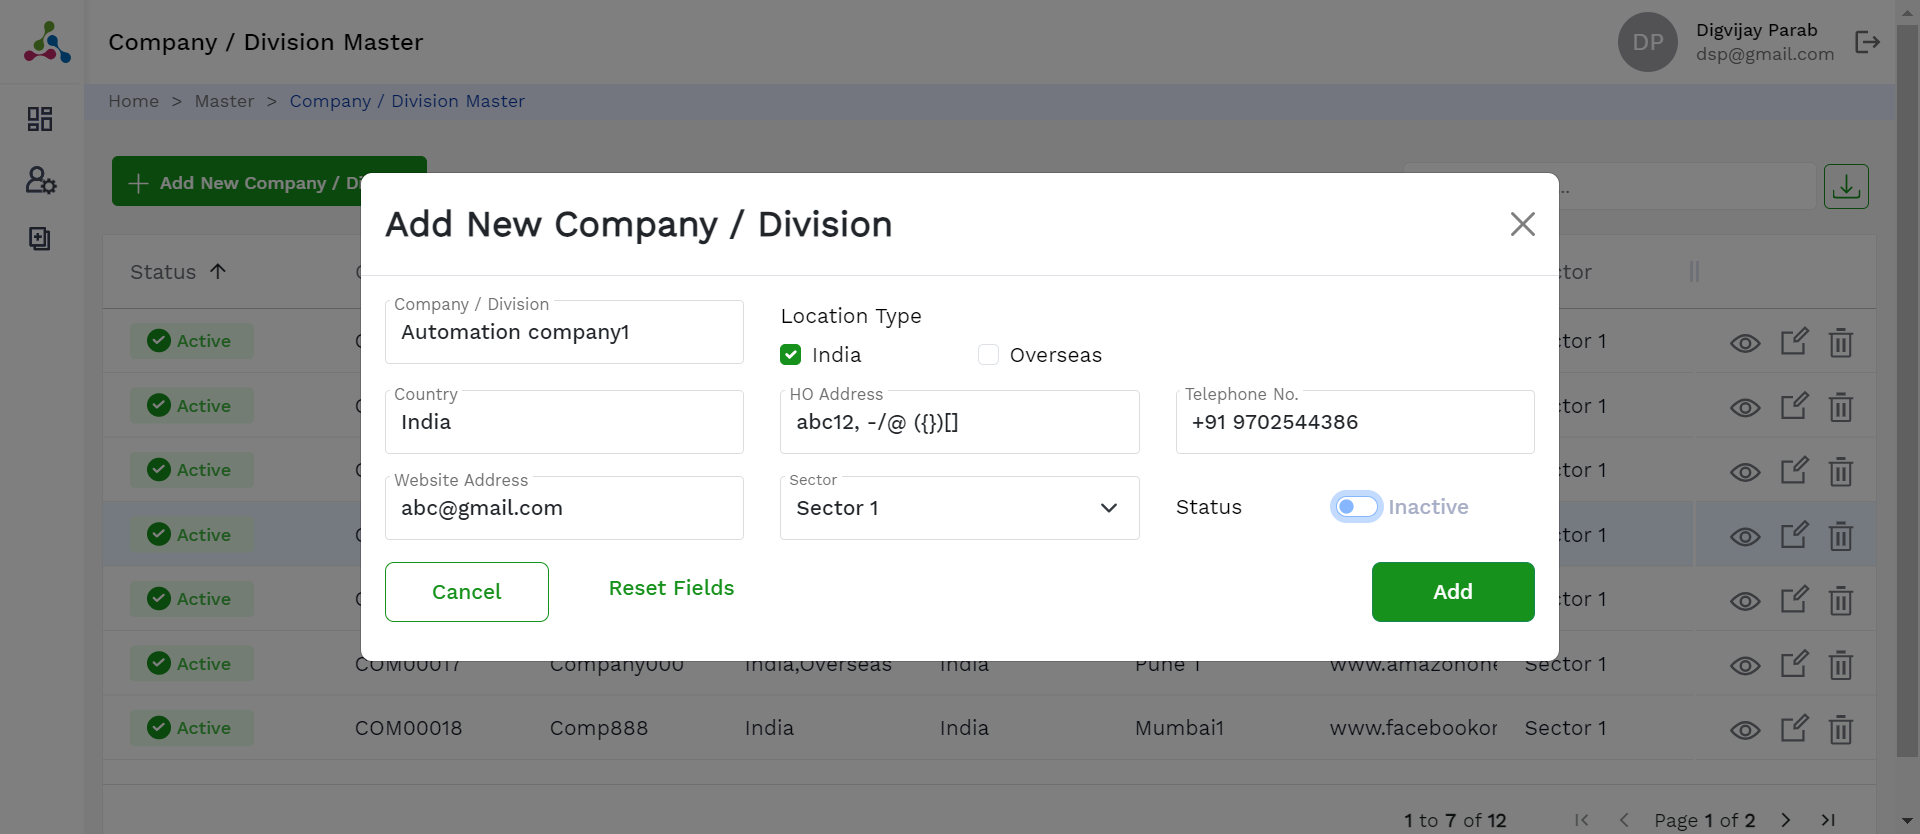 Company / Division Master
DP
Digvijay Parab
dsp@gmail.com
Home > Master > Company / Division Master
Add New Company / Di
..
Add New Company / Division
Status
tor
Company / Division
Automation company1
Location Type
India
Overseas
Active
tor 1
Country
India
HO Address
abc12, -/@ ({})[]
Telephone No.
+91 9702544386
Active
tor 1
Active
tor 1
Website Address
abc@gmail.com
Sector
Sector 1
Status
Inactive
Active
tor 1
Cancel
Reset Fields
Add
Active
tor 1
Active COM00017 Company000 India,Overseas India Pune 1 www.amazonone Sector 1
Active COM00018 Comp888 India India Mumbai1 www.facebookor Sector 1
1 to 7 of 12
Page 1 of 2